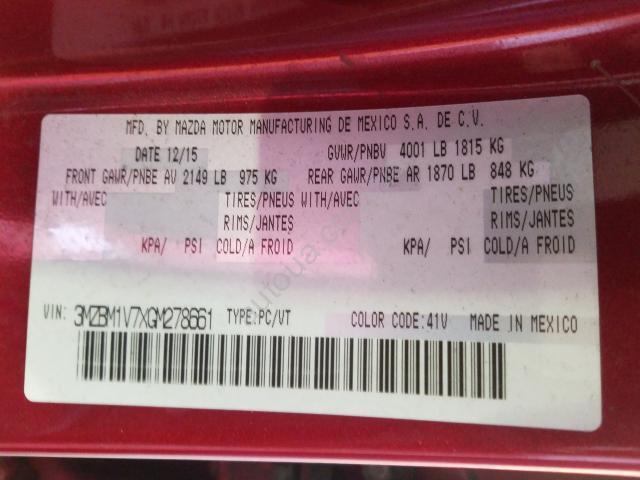 MFD. BY MAZDA MOTOR MANUFACTURING DE MEXICO S.A. DE C.V.
DATE 12/15 GVWR/PNBV 4001 LB 1815 KG
FRONT GAWR/PNBE AV 2149 LB 975 KG REAR GAWR/PNBE AR 1870 LB 848 KG
WITH/AVEC TIRES/PNEUS WITH/AVEC TIRES/PNEUS
RIMS/JANTES RIMS/JANTES
KPA/ PSI COLD/A FROID KPA/ PSI COLD/A FROID
VIN: 3MZBM1V7XGM278661 TYPE:PC/VT COLOR CODE:41V MADE IN MEXICO